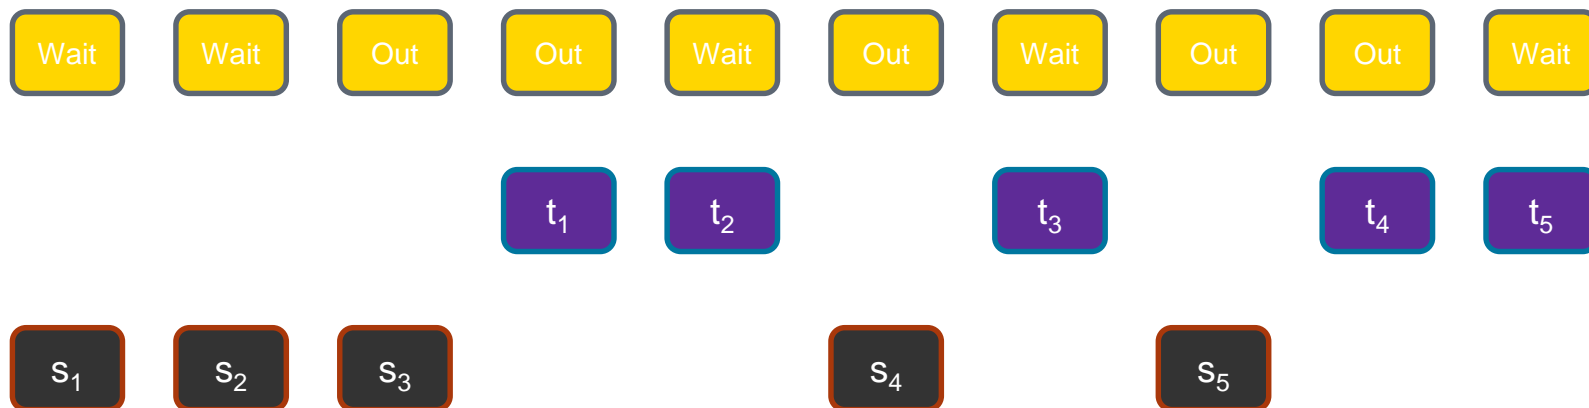 Wait Wait Out Out Wait Out Wait Out Out Wait
t₁ t₂ t₃ t₄ t₅
s₁ s₂ s₃ s₄ s₅